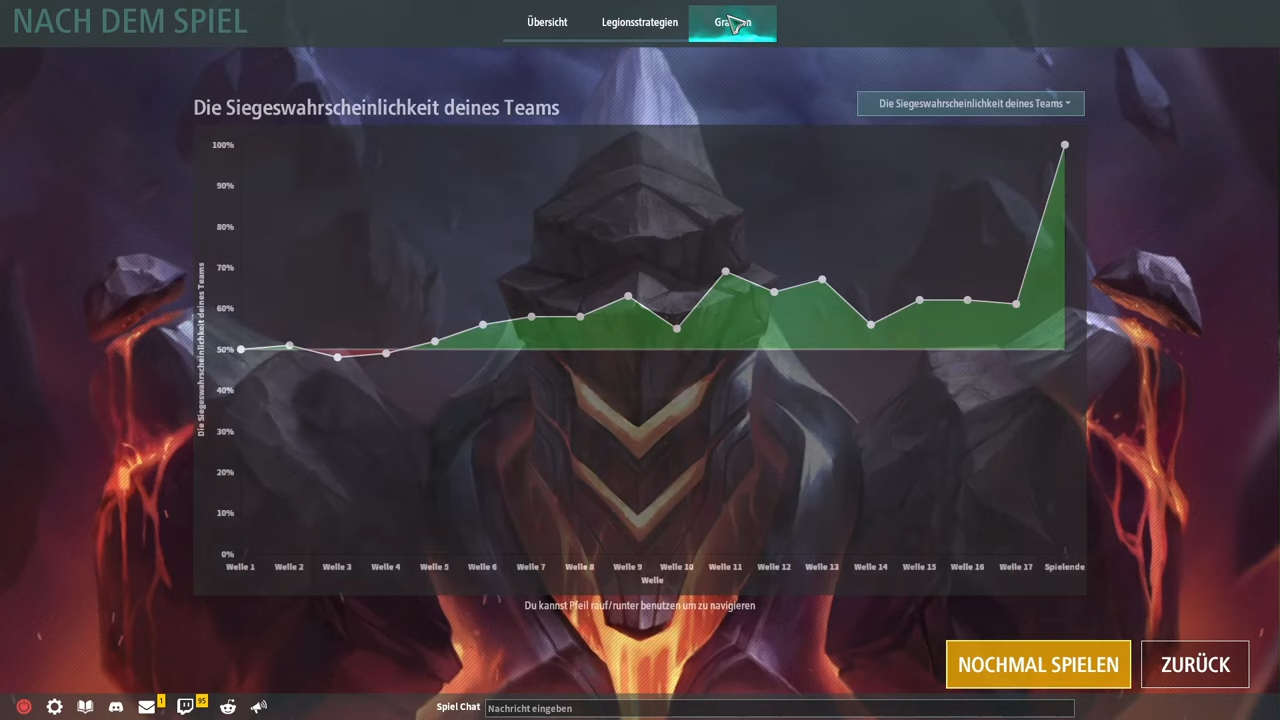 NACH DEM SPIEL
Übersicht
Legionsstrategien
Die Siegeswahrscheinlichkeit deines Teams
Die Siegeswahrscheinlichkeit deines Teams
100%
90%
80%
70%
60%
50%
40%
30%
20%
10%
0%
Die Siegeswahrscheinlichkeit deines Teams
Welle 1 Welle 2 Welle 3 Welle 4 Welle 5 Welle 6 Welle 7 Welle 8 Welle 9 Welle 10 Welle 11 Welle 12 Welle 13 Welle 14 Welle 15 Welle 16 Welle 17 Spielende
Welle
Du kannst Pfeil rauf/runter benutzen um zu navigieren
NOCHMAL SPIELEN
ZURÜCK
1
95
Spiel Chat
Nachricht eingeben